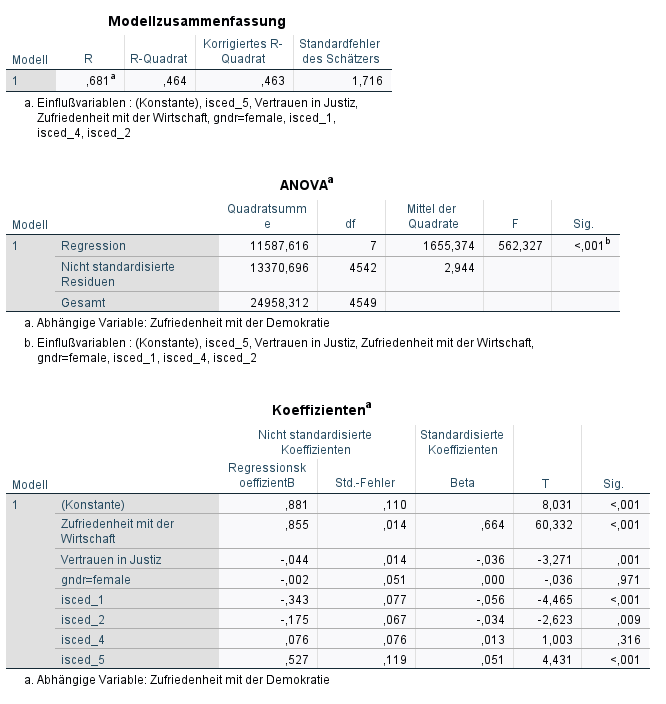 Modellzusammenfassung
Modell R R-Quadrat Korrigiertes R-Quadrat Standardfehler des Schätzers
1 ,681a ,464 ,463 1,716
a. Einflußvariablen : (Konstante), isced_5, Vertrauen in Justiz,
Zufriedenheit mit der Wirtschaft, gndr=female, isced_1,
isced_4, isced_2
ANOVAa
Modell Quadratsumm e df Mittel der Quadrate F Sig.
1 Regression 11587,616 7 1655,374 562,327 <,001b
Nicht standardisierte Residuen 13370,696 4542 2,944
Gesamt 24958,312 4549
a. Abhängige Variable: Zufriedenheit mit der Demokratie
b. Einflußvariablen : (Konstante), isced_5, Vertrauen in Justiz, Zufriedenheit mit der Wirtschaft,
gndr=female, isced_1, isced_4, isced_2
Koeffizientena
Nicht standardisierte Koeffizienten Standardisierte Koeffizienten
Modell Regressionsk oeffizientB Std.-Fehler Beta T Sig.
1 (Konstante) ,881 ,110 8,031 <,001
Zufriedenheit mit der Wirtschaft ,855 ,014 ,664 60,332 <,001
Vertrauen in Justiz -,044 ,014 -,036 -3,271 ,001
gndr=female -,002 ,051 ,000 -,036 ,971
isced_1 -,343 ,077 -,056 -4,465 <,001
isced_2 -,175 ,067 -,034 -2,623 ,009
isced_4 ,076 ,076 ,013 1,003 ,316
isced_5 ,527 ,119 ,051 4,431 <,001
a. Abhängige Variable: Zufriedenheit mit der Demokratie